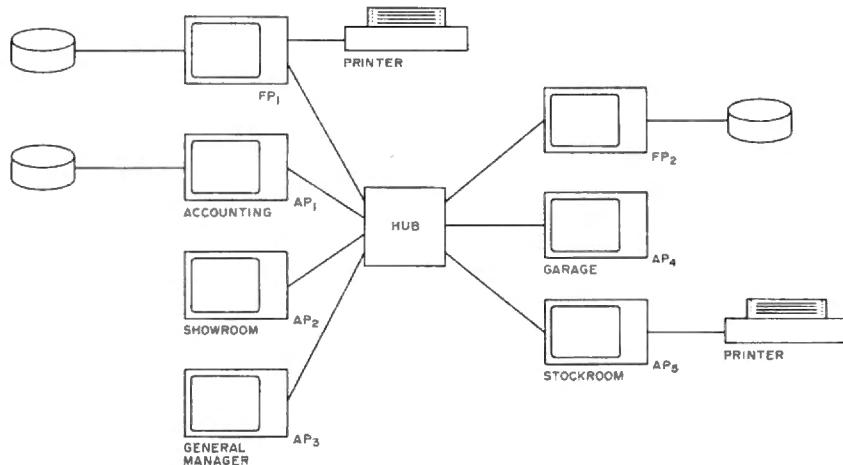 PRINTER
FP1
FP2
ACCOUNTING AP1
HUB
GARAGE AP4
SHOWROOM AP2
STOCKROOM AP5
PRINTER
GENERAL
MANAGER AP3